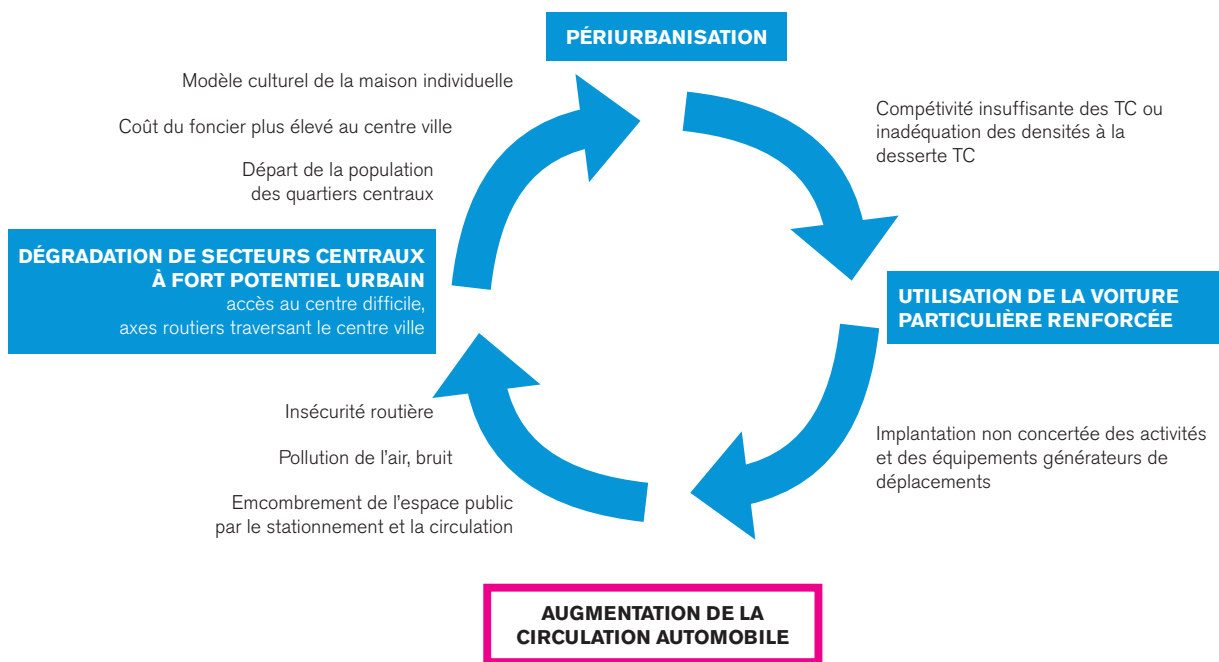 PÉRIURBANISATION
Modèle culturel de la maison individuelle
Coût du foncier plus élevé au centre ville
Départ de la population
des quartiers centraux
Compétivité insuffisante des TC ou
inadéquation des densités à la
desserte TC
DÉGRADATION DE SECTEURS CENTRAUX
À FORT POTENTIEL URBAIN
accès au centre difficile,
axes routiers traversant le centre ville
UTILISATION DE LA VOITURE
PARTICULIÈRE RENFORCÉE
Insécurité routière
Pollution de l'air, bruit
Emcombrement de l'espace public
par le stationnement et la circulation
Implantation non concertée des activités
et des équipements générateurs de
déplacements
AUGMENTATION DE LA
CIRCULATION AUTOMOBILE